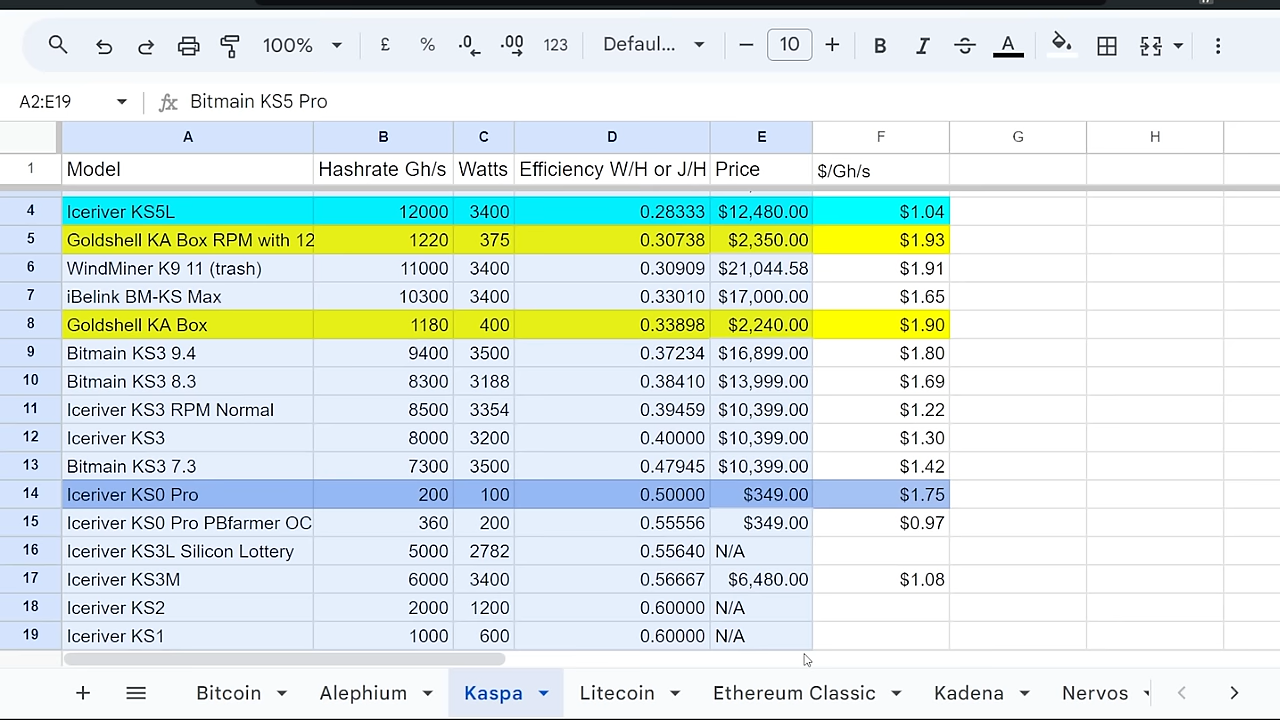 100% £ % .0 .00 123 Defaul... 10 B I A
A2:E19 fx Bitmain KS5 Pro
A B C D E F G H
1 Model Hashrate Gh/s Watts Efficiency W/H or J/H Price $/Gh/s
4 Iceriver KS5L 12000 3400 0.28333 $12,480.00 $1.04
5 Goldshell KA Box RPM with 12 1220 375 0.30738 $2,350.00 $1.93
6 WindMiner K9 11 (trash) 11000 3400 0.30909 $21,044.58 $1.91
7 iBelink BM-KS Max 10300 3400 0.33010 $17,000.00 $1.65
8 Goldshell KA Box 1180 400 0.33898 $2,240.00 $1.90
9 Bitmain KS3 9.4 9400 3500 0.37234 $16,899.00 $1.80
10 Bitmain KS3 8.3 8300 3188 0.38410 $13,999.00 $1.69
11 Iceriver KS3 RPM Normal 8500 3354 0.39459 $10,399.00 $1.22
12 Iceriver KS3 8000 3200 0.40000 $10,399.00 $1.30
13 Bitmain KS3 7.3 7300 3500 0.47945 $10,399.00 $1.42
14 Iceriver KS0 Pro 200 100 0.50000 $349.00 $1.75
15 Iceriver KS0 Pro PBfarmer OC 360 200 0.55556 $349.00 $0.97
16 Iceriver KS3L Silicon Lottery 5000 2782 0.55640 N/A
17 Iceriver KS3M 6000 3400 0.56667 $6,480.00 $1.08
18 Iceriver KS2 2000 1200 0.60000 N/A
19 Iceriver KS1 1000 600 0.60000 N/A
Bitcoin Alephium Kaspa Litecoin Ethereum Classic Kadena Nervos